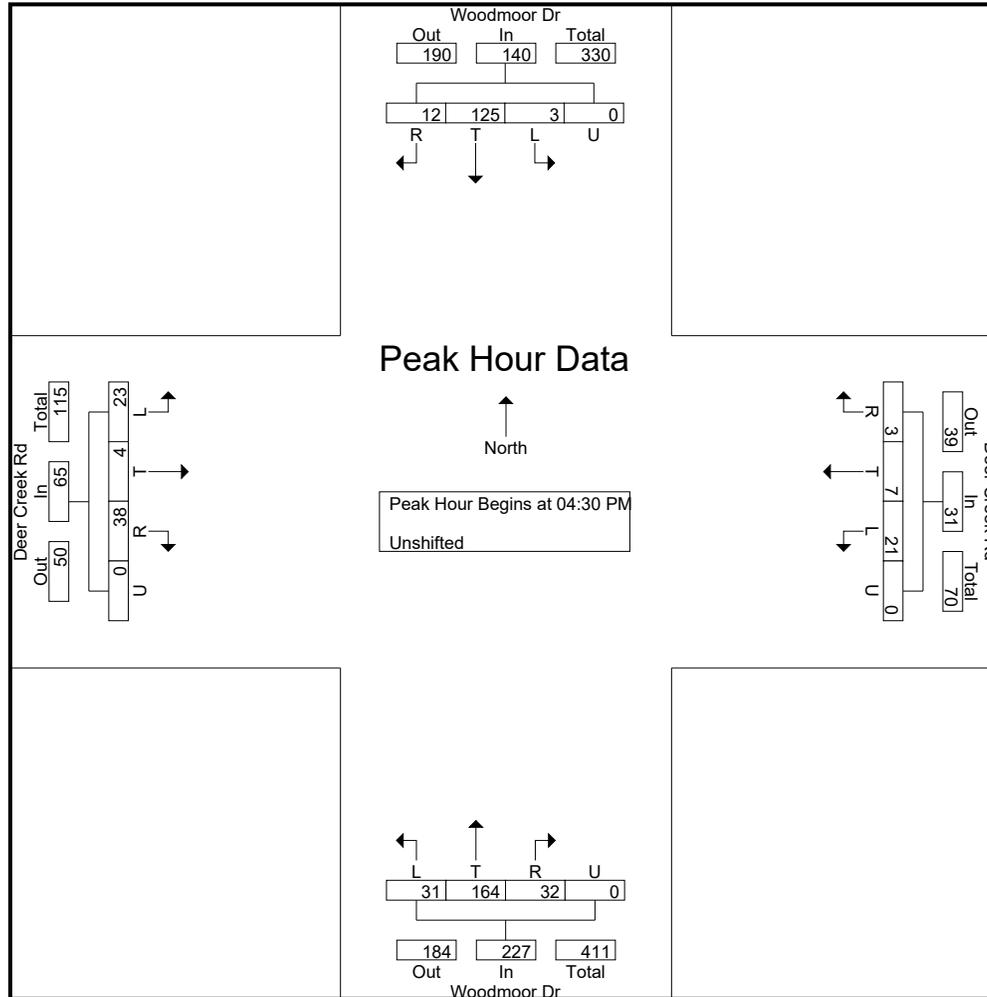 Woodmoor Dr
Out In Total
190 140 330
12 125 3 0
R T L U
Peak Hour Data
North
Peak Hour Begins at 04:30 PM
Unshifted
Deer Creek Rd
Total In Out
115 65 50
23 4 38 0
L T R U
R T L U
3 7 21 0
Out In Total
39 31 70
L T R U
31 164 32 0
184 227 411
Out In Total
Woodmoor Dr